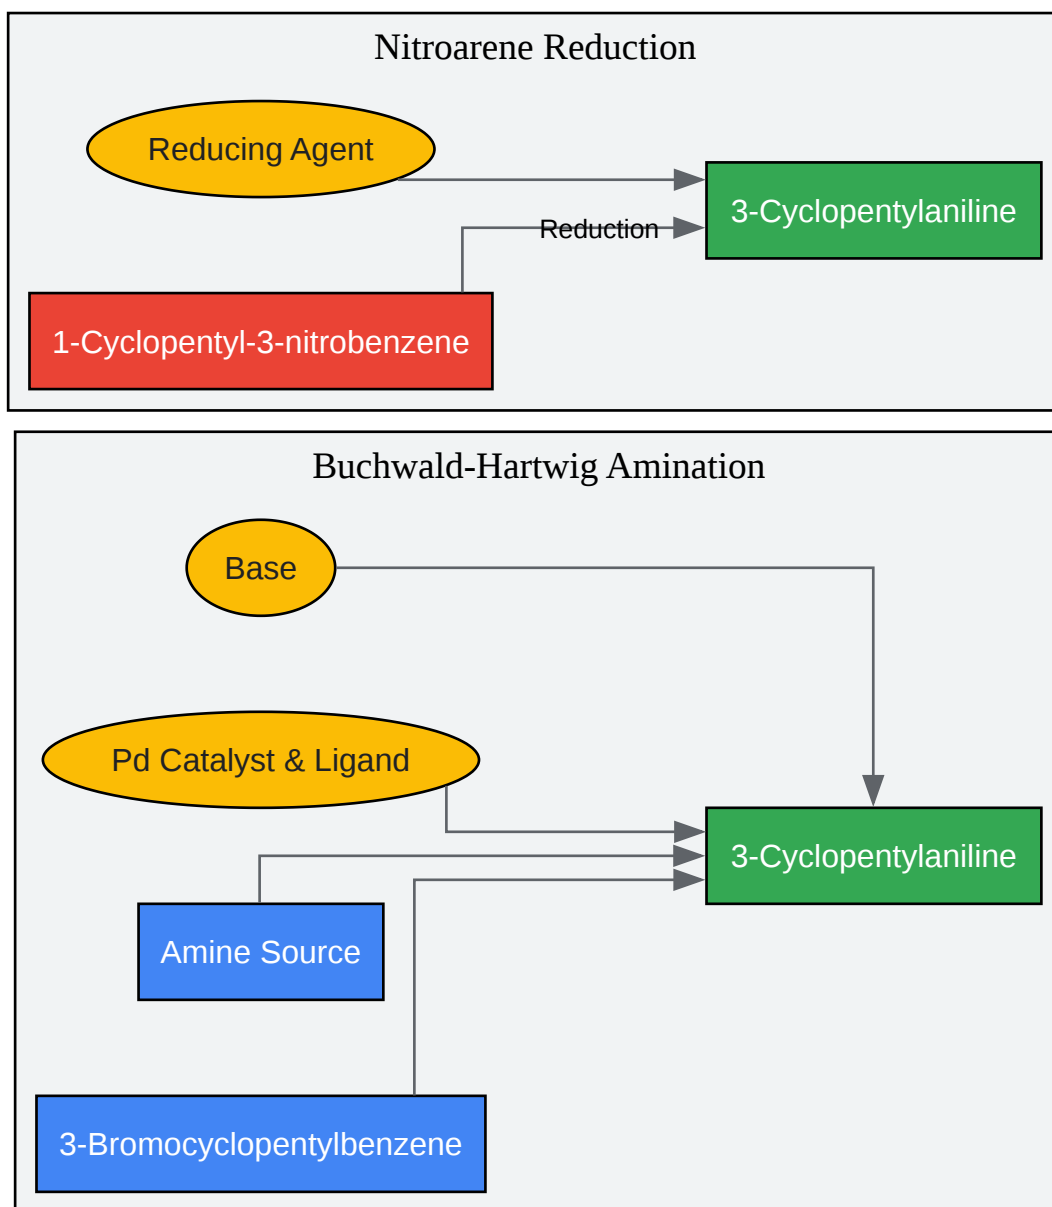 Nitroarene Reduction
Reducing Agent
3-Cyclopentylaniline
Reduction
1-Cyclopentyl-3-nitrobenzene
Buchwald-Hartwig Amination
Base
Pd Catalyst & Ligand
3-Cyclopentylaniline
Amine Source
3-Bromocyclopentylbenzene